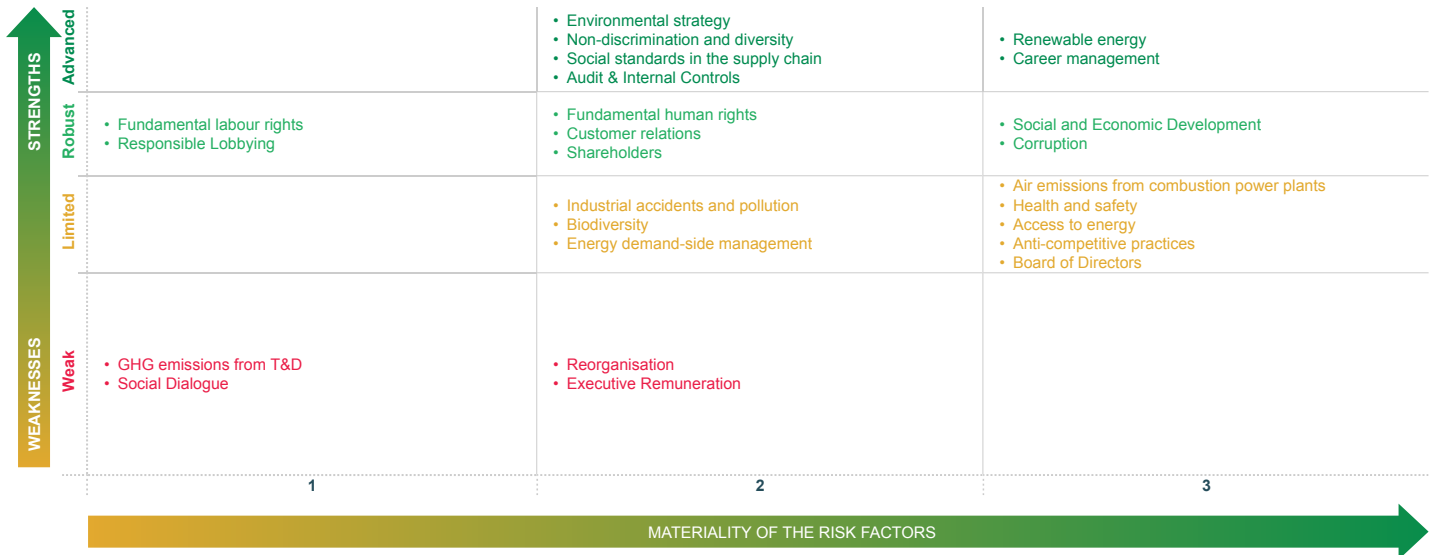 STRENGTHS
WEAKNESSES
Advanced
• Environmental strategy
• Non-discrimination and diversity
• Social standards in the supply chain
• Audit & Internal Controls
• Renewable energy
• Career management
Robust
• Fundamental labour rights
• Responsible Lobbying
• Fundamental human rights
• Customer relations
• Shareholders
• Social and Economic Development
• Corruption
Limited
• Industrial accidents and pollution
• Biodiversity
• Energy demand-side management
• Air emissions from combustion power plants
• Health and safety
• Access to energy
• Anti-competitive practices
• Board of Directors
Weak
• GHG emissions from T&D
• Social Dialogue
• Reorganisation
• Executive Remuneration
1
2
3
MATERIALITY OF THE RISK FACTORS